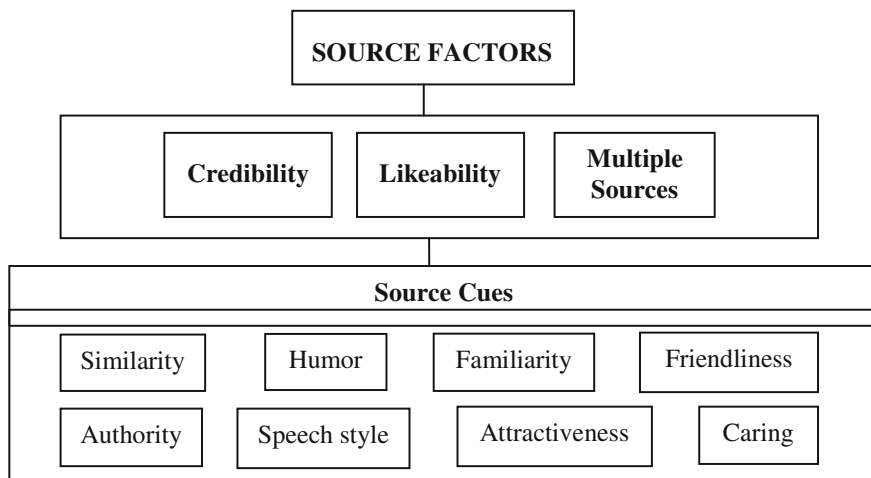 SOURCE FACTORS
Credibility
Likeability
Multiple
Sources
Source Cues
Similarity
Humor
Familiarity
Friendliness
Authority
Speech style
Attractiveness
Caring